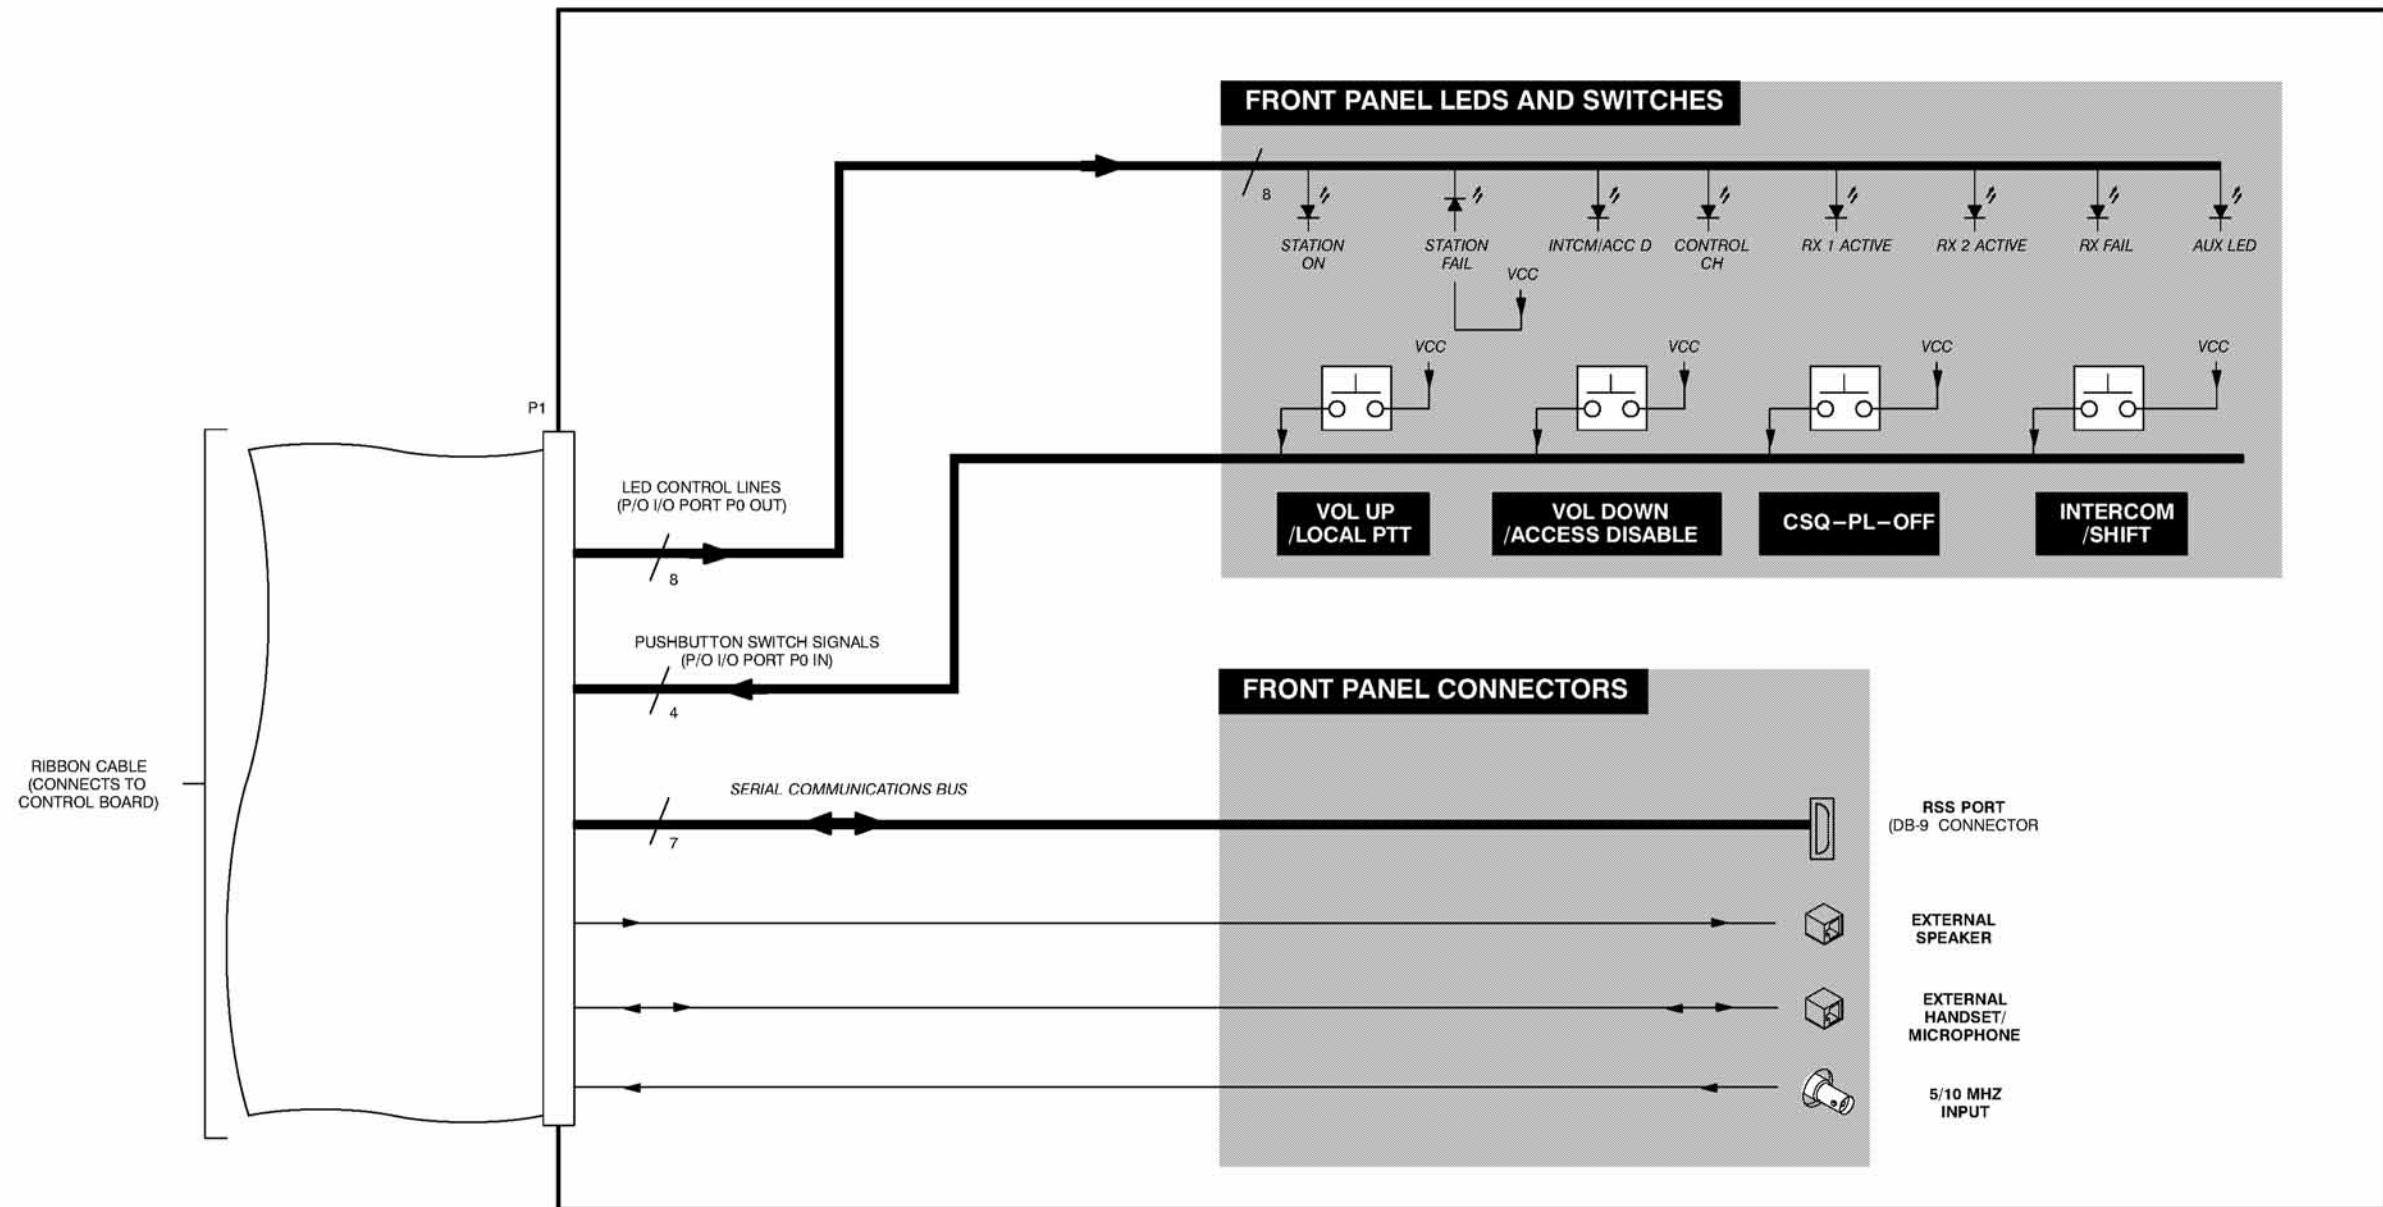 FRONT PANEL LEDS AND SWITCHES
8
STATION
ON
STATION
FAIL
INTCM/ACC D
CONTROL
CH
RX 1 ACTIVE
RX 2 ACTIVE
RX FAIL
AUX LED
VCC
VCC
VCC
VCC
VCC
P1
LED CONTROL LINES
(P/O I/O PORT P0 OUT)
8
VOL UP
/LOCAL PTT
VOL DOWN
/ACCESS DISABLE
CSQ–PL–OFF
INTERCOM
/SHIFT
PUSHBUTTON SWITCH SIGNALS
(P/O I/O PORT P0 IN)
4
FRONT PANEL CONNECTORS
RIBBON CABLE
(CONNECTS TO
CONTROL BOARD)
SERIAL COMMUNICATIONS BUS
7
RSS PORT
(DB-9 CONNECTOR
EXTERNAL
SPEAKER
EXTERNAL
HANDSET/
MICROPHONE
5/10 MHZ
INPUT